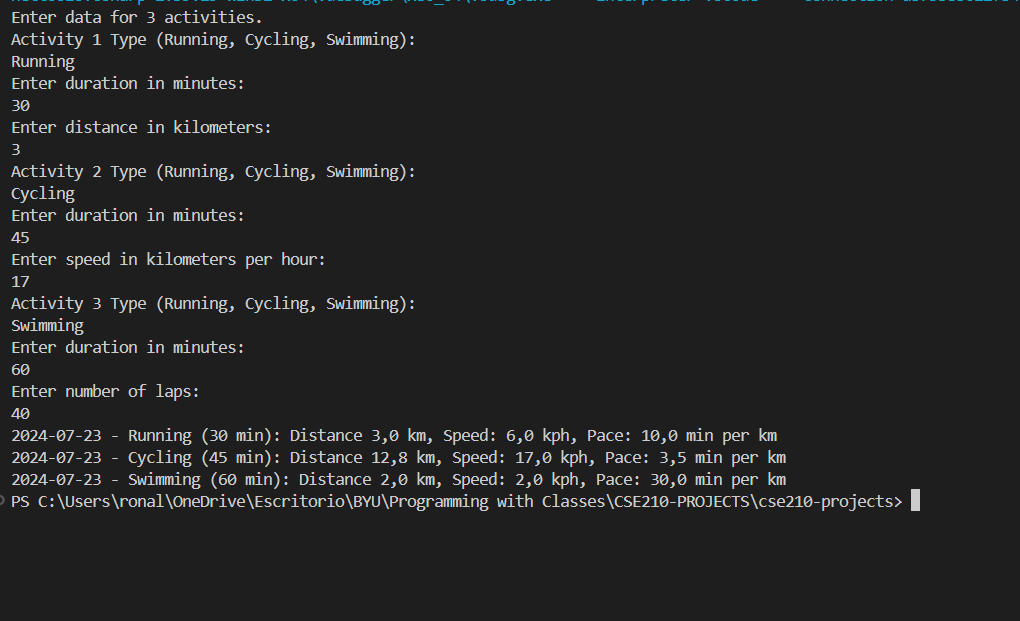 Enter data for 3 activities.
Activity 1 Type (Running, Cycling, Swimming):
Running
Enter duration in minutes:
30
Enter distance in kilometers:
3
Activity 2 Type (Running, Cycling, Swimming):
Cycling
Enter duration in minutes:
45
Enter speed in kilometers per hour:
17
Activity 3 Type (Running, Cycling, Swimming):
Swimming
Enter duration in minutes:
60
Enter number of laps:
40
2024-07-23 - Running (30 min): Distance 3,0 km, Speed: 6,0 kph, Pace: 10,0 min per km
2024-07-23 - Cycling (45 min): Distance 12,8 km, Speed: 17,0 kph, Pace: 3,5 min per km
2024-07-23 - Swimming (60 min): Distance 2,0 km, Speed: 2,0 kph, Pace: 30,0 min per km
PS C:\Users\ronal\OneDrive\Escritorio\BYU\Programming with Classes\CSE210-PROJECTS\cse210-projects>